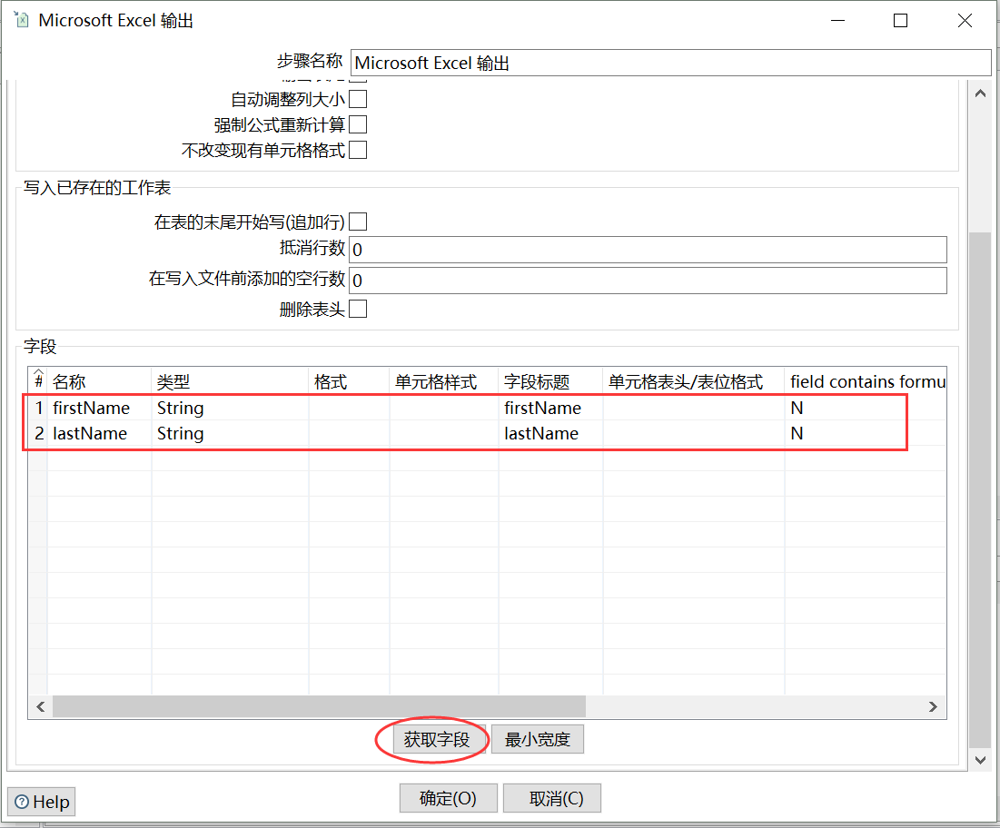 Microsoft Excel 输出
步骤名称 Microsoft Excel 输出
自动调整列大小
强制公式重新计算
不改变现有单元格格式
写入已存在的工作表
在表的末尾开始写(追加行)
抵消行数 0
在写入文件前添加的空行数 0
删除表头
字段
# 名称 类型 格式 单元格样式 字段标题 单元格表头/表位格式 field contains formu
1 firstName String firstName N
2 lastName String lastName N
获取字段 最小宽度
Help 确定(O) 取消(C)